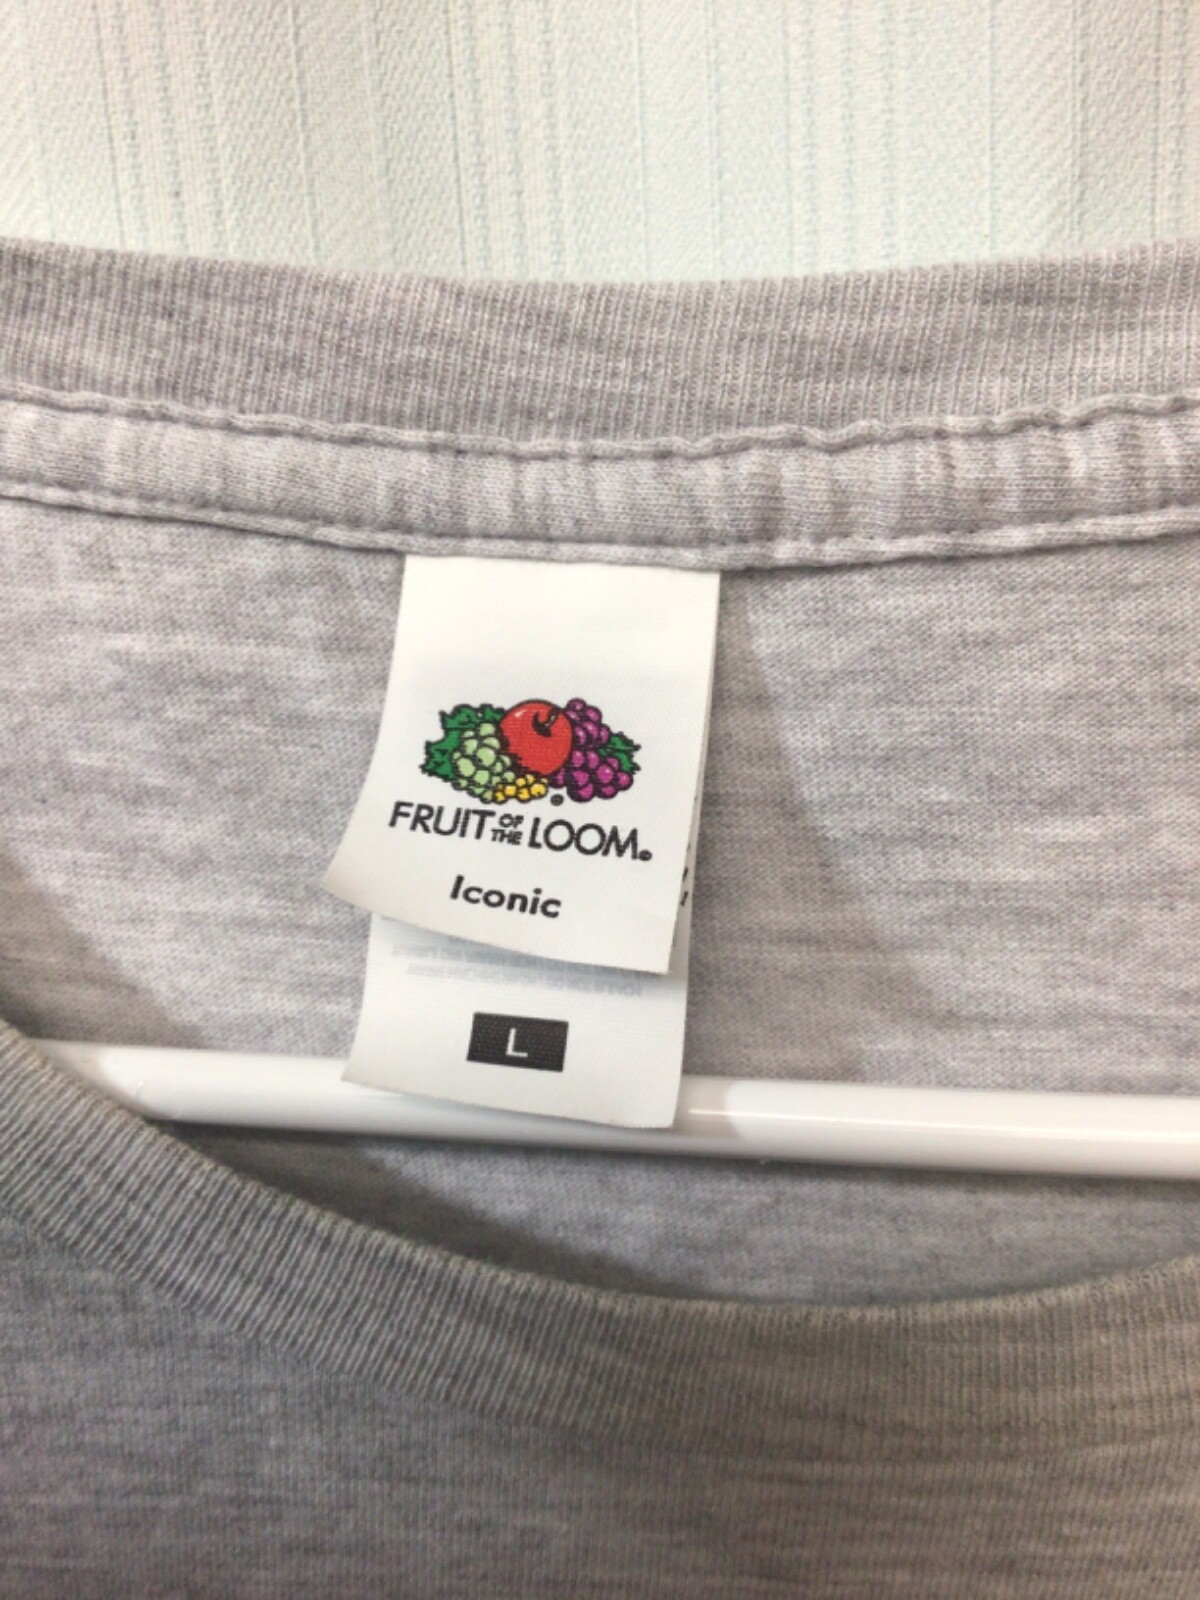 FRUIT OF THE LOOM®
Iconic
L